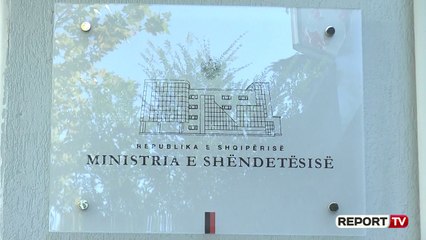 REPUBLIKA E SHQIPËRISË
MINISTRIA E SHËNDETËSISË
REPORT TV